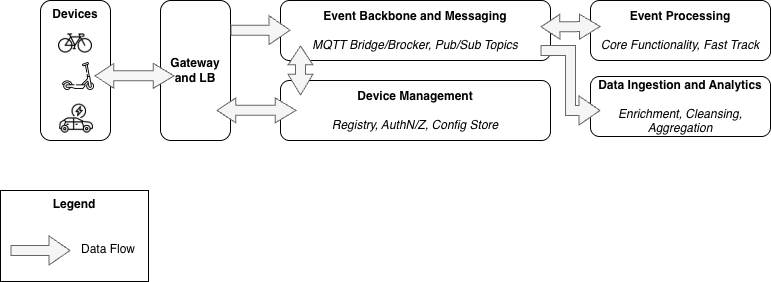 Devices
Gateway
and LB
Event Backbone and Messaging
MQTT Bridge/Brocker, Pub/Sub Topics
Device Management
Registry, AuthN/Z, Config Store
Event Processing
Core Functionality, Fast Track
Data Ingestion and Analytics
Enrichment, Cleansing,
Aggregation
Legend
Data Flow